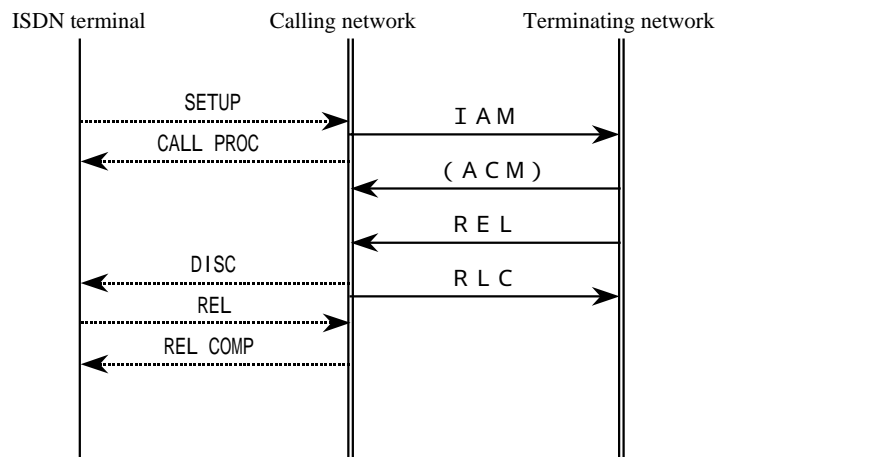 ISDN terminal
Calling network
Terminating network
SETUP
IAM
CALL PROC
(ACM)
REL
DISC
RLC
REL
REL COMP